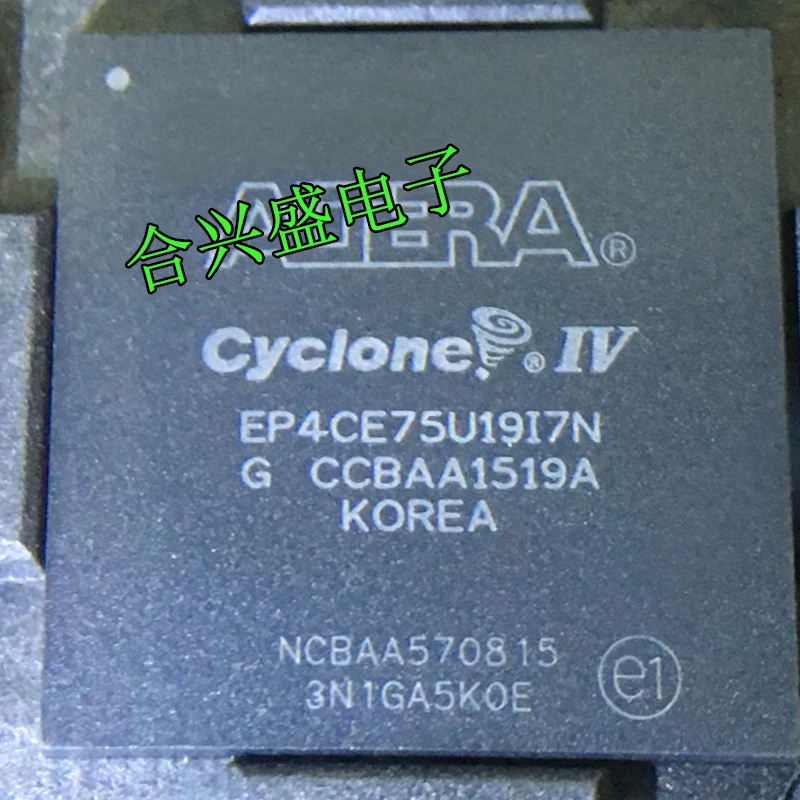 合兴盛电子
ALTERA®
Cyclone® IV
EP4CE75U19I7N
G CCBAA1519A
KOREA
NCBAA570815
3N1GA5K0E
e1